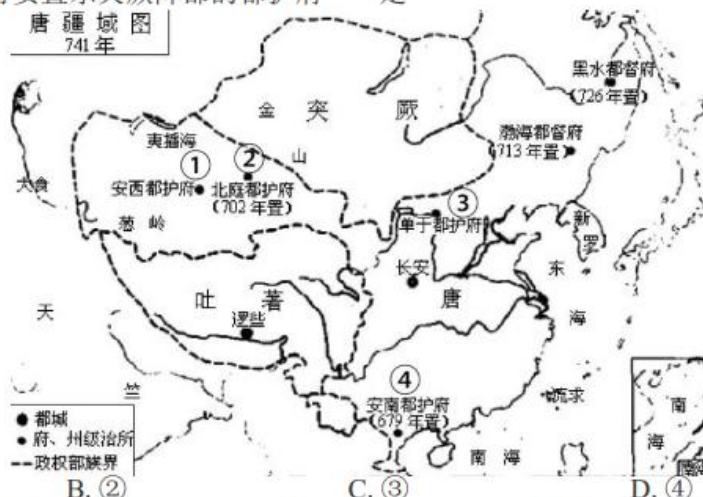 唐 疆 域 图
741 年
黑水都督府
(726年置)
金 突 厥
山
渤海都督府
(713年置)
夷播海
① ②
大食
安西都护府 北庭都护府
(702年置)
葱岭
③
单于都护府
新罗
长安
东海
吐 蕃
唐
逻些
天竺
④
安南都护府
(679年置)
流求
南海
南海
● 都城
● 府、州级治所
政权部族界
B. ② C. ③ D. ④